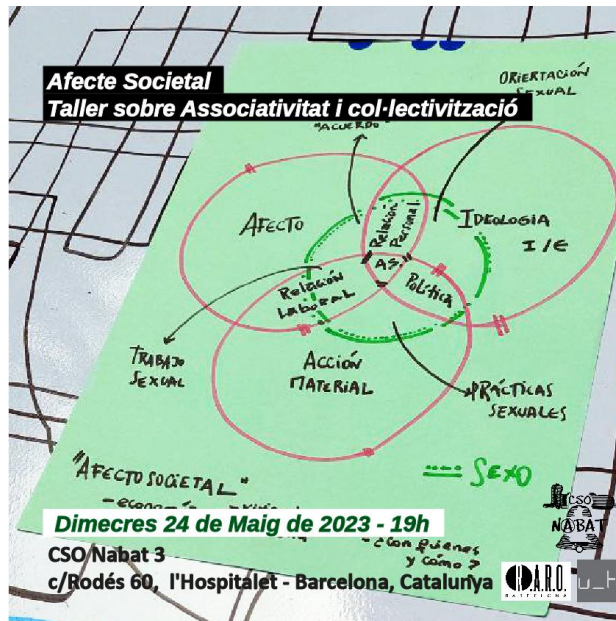 Afecte Societal
Taller sobre Associativitat i col·lectivització
ORIENTACIÓN
SEXUAL
"ACUERDO"
AFECTO
Relación
Personal.
IDEOLOGIA
I/E
A.S.
Política
Relación
LABORAL
TRABAJO
SEXUAL
ACCIÓN
MATERIAL
PRÁCTICAS
SEXUALES
"AFECTO SOCIETAL"
SEXO
Dimecres 24 de Maig de 2023 - 19h
¿con quienes
y cómo?
CSO
NABAT
CSO Nabat 3
c/Rodés 60, l'Hospitalet - Barcelona, Catalunya
A.R.O.
BARCELONA
u_H